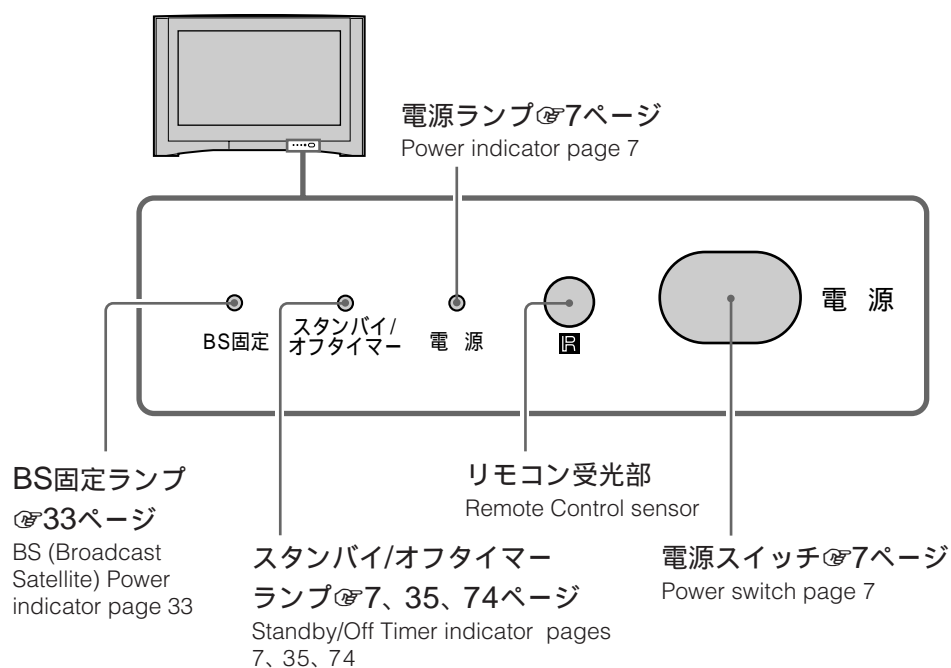 電源ランプ☞7ページ
Power indicator page 7
BS固定
スタンバイ/
オフタイマー
電 源
R
電 源
BS固定ランプ
☞33ページ
BS (Broadcast
Satellite) Power
indicator page 33
スタンバイ/オフタイマー
ランプ☞7、35、74ページ
Standby/Off Timer indicator pages
7、35、74
リモコン受光部
Remote Control sensor
電源スイッチ☞7ページ
Power switch page 7